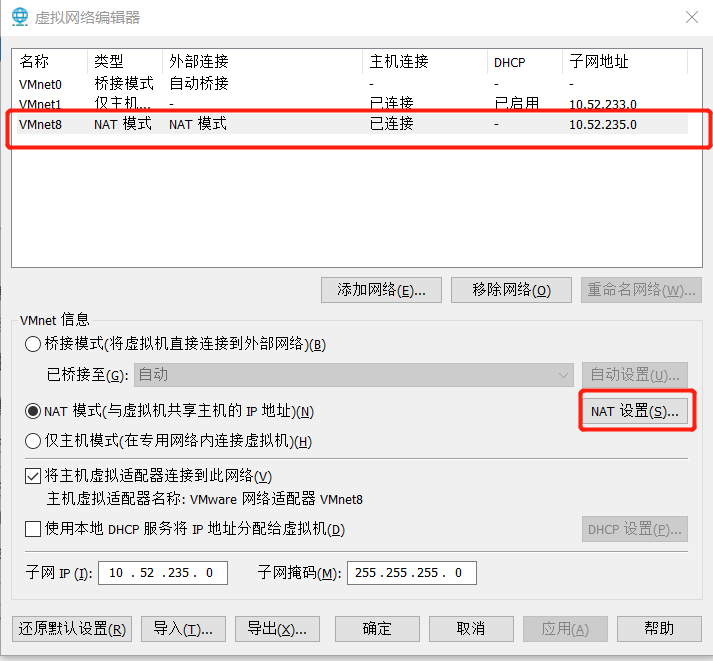 虚拟网络编辑器
名称 类型 外部连接 主机连接 DHCP 子网地址
VMnet0 桥接模式 自动桥接 - - -
VMnet1 仅主机... - 已连接 已启用 10.52.233.0
VMnet8 NAT 模式 NAT 模式 已连接 - 10.52.235.0
添加网络(E)... 移除网络(O) 重命名网络(W)...
VMnet 信息
桥接模式(将虚拟机直接连接到外部网络)(B)
已桥接至(G): 自动 自动设置(U)...
NAT 模式(与虚拟机共享主机的 IP 地址)(N) NAT 设置(S)...
仅主机模式(在专用网络内连接虚拟机)(H)
将主机虚拟适配器连接到此网络(V)
主机虚拟适配器名称: VMware 网络适配器 VMnet8
使用本地 DHCP 服务将 IP 地址分配给虚拟机(D) DHCP 设置(P)...
子网 IP (I): 10 . 52 .235. 0 子网掩码(M): 255.255.255. 0
还原默认设置(R) 导入(T)... 导出(X)... 确定 取消 应用(A) 帮助